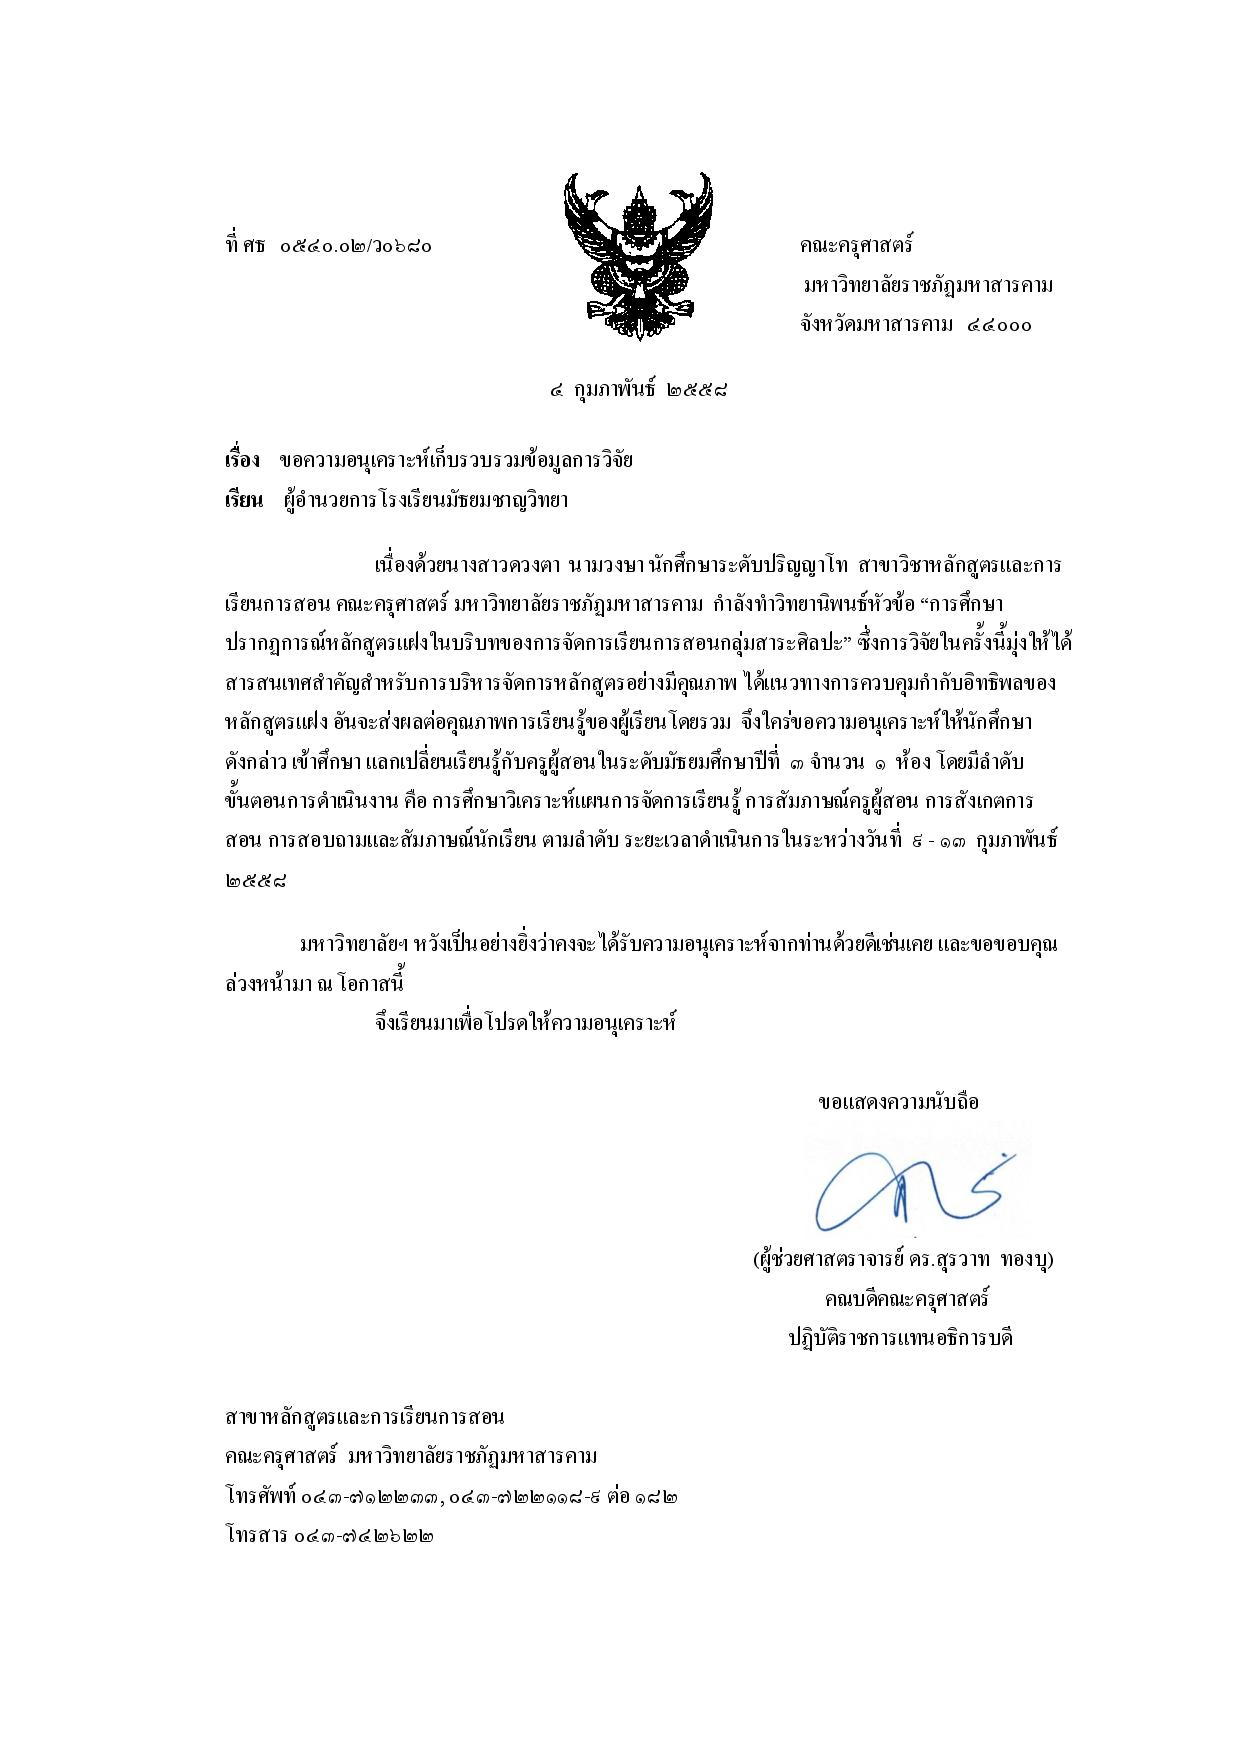 ที่ ศธ ๐๕๔๐.๐๒/ว๐๖๘๐
คณะครุศาสตร์
มหาวิทยาลัยราชภัฏมหาสารคาม
จังหวัดมหาสารคาม ๔๔๐๐๐
๔ กุมภาพันธ์ ๒๕๕๘
เรื่อง ขอความอนุเคราะห์เก็บรวบรวมข้อมูลการวิจัย
เรียน ผู้อำนวยการโรงเรียนมัธยมชาญวิทยา
เนื่องด้วยนางสาวดวงตา นามวงษา นักศึกษาระดับปริญญาโท สาขาวิชาหลักสูตรและการ
เรียนการสอน คณะครุศาสตร์ มหาวิทยาลัยราชภัฏมหาสารคาม กำลังทำวิทยานิพนธ์หัวข้อ “การศึกษา
ปรากฏการณ์หลักสูตรแฝงในบริบทของการจัดการเรียนการสอนกลุ่มสาระศิลปะ” ซึ่งการวิจัยในครั้งนี้มุ่งให้ได้
สารสนเทศสำคัญสำหรับการบริหารจัดการหลักสูตรอย่างมีคุณภาพ ได้แนวทางการควบคุมกำกับอิทธิพลของ
หลักสูตรแฝง อันจะส่งผลต่อคุณภาพการเรียนรู้ของผู้เรียนโดยรวม จึงใคร่ขอความอนุเคราะห์ให้นักศึกษา
ดังกล่าว เข้าศึกษา แลกเปลี่ยนเรียนรู้กับครูผู้สอนในระดับมัธยมศึกษาปีที่ ๓ จำนวน ๑ ห้อง โดยมีลำดับ
ขั้นตอนการดำเนินงาน คือ การศึกษาวิเคราะห์แผนการจัดการเรียนรู้ การสัมภาษณ์ครูผู้สอน การสังเกตการ
สอน การสอบถามและสัมภาษณ์นักเรียน ตามลำดับ ระยะเวลาดำเนินการในระหว่างวันที่ ๙ - ๑๓ กุมภาพันธ์
๒๕๕๘
มหาวิทยาลัยฯ หวังเป็นอย่างยิ่งว่าคงจะได้รับความอนุเคราะห์จากท่านด้วยดีเช่นเคย และขอขอบคุณ
ล่วงหน้ามา ณ โอกาสนี้
จึงเรียนมาเพื่อโปรดให้ความอนุเคราะห์
ขอแสดงความนับถือ
(ผู้ช่วยศาสตราจารย์ ดร.สุรวาท ทองบุ)
คณบดีคณะครุศาสตร์
ปฏิบัติราชการแทนอธิการบดี
สาขาหลักสูตรและการเรียนการสอน
คณะครุศาสตร์ มหาวิทยาลัยราชภัฏมหาสารคาม
โทรศัพท์ ๐๔๓-๗๑๒๒๓๓, ๐๔๓-๗๒๒๑๑๘-๙ ต่อ ๑๘๒
โทรสาร ๐๔๓-๗๔๒๖๒๒